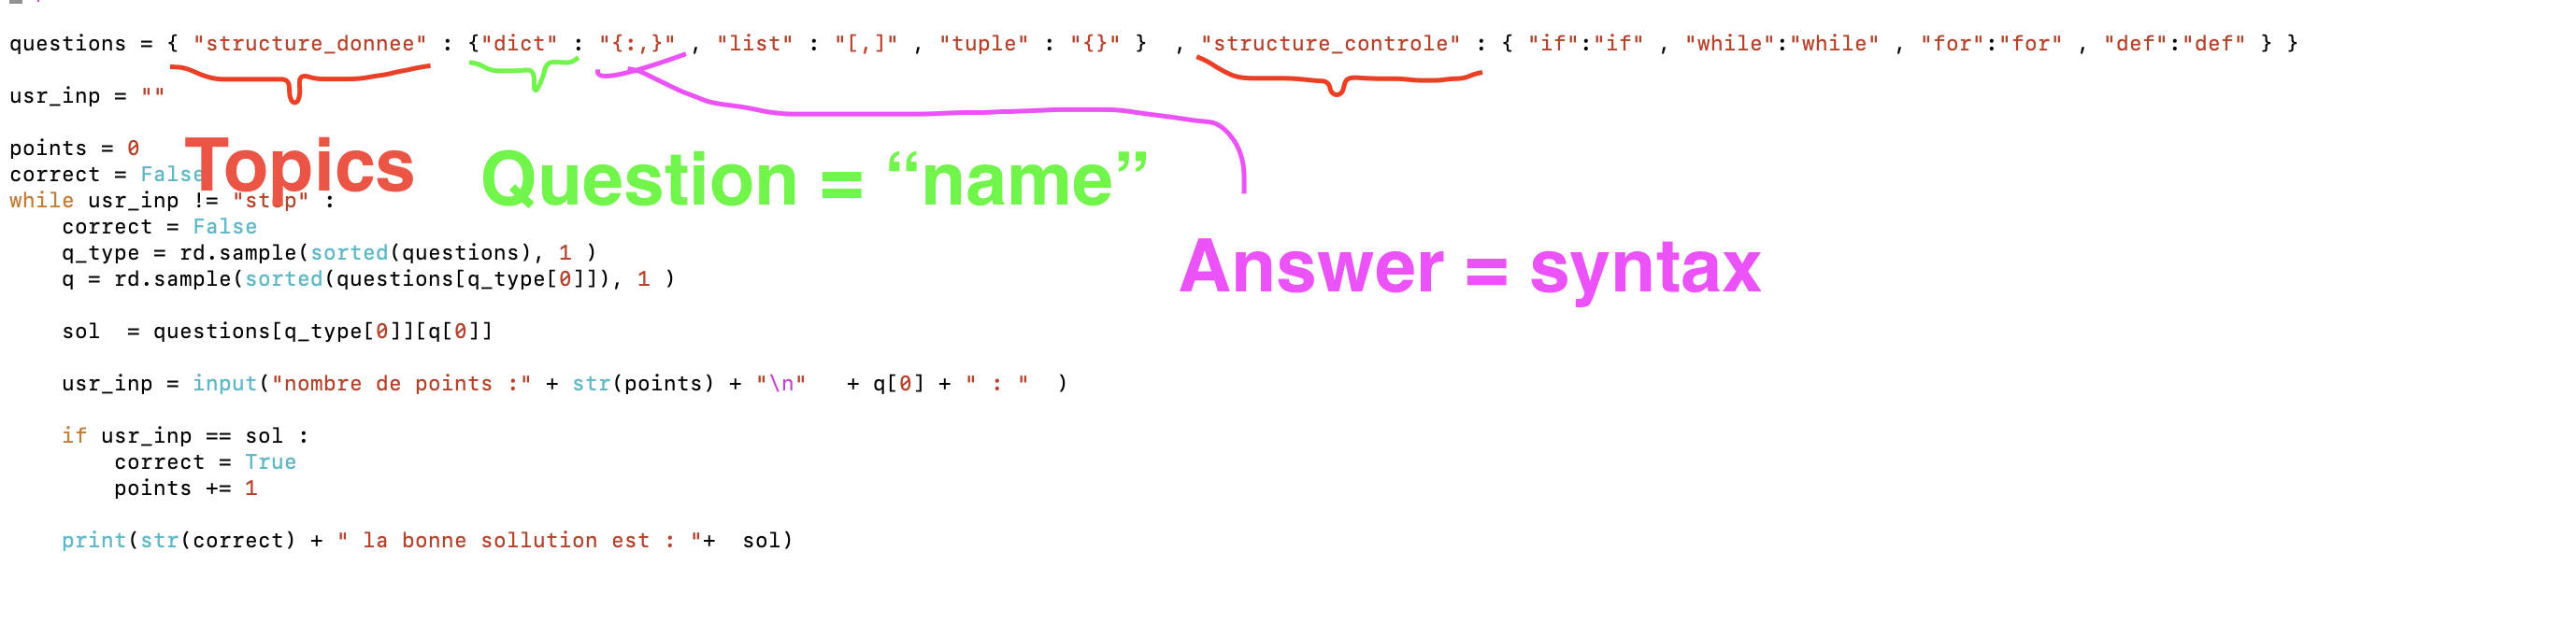 questions = { "structure_donnee" : {"dict" : "{:,}" , "list" : "[,]" , "tuple" : "{}" }  , "structure_controle" : { "if":"if" , "while":"while" , "for":"for" , "def":"def" } }
usr_inp = ""
points = 0
correct = False
Topics
Question = “name”
while usr_inp != "stop" :
    correct = False
    q_type = rd.sample(sorted(questions), 1 )
Answer = syntax
    q = rd.sample(sorted(questions[q_type[0]]), 1 )
    sol  = questions[q_type[0]][q[0]]
    usr_inp = input("nombre de points :" + str(points) + "\n"   + q[0] + " : "  )
    if usr_inp == sol :
        correct = True
        points += 1
    print(str(correct) + " la bonne sollution est : "+  sol)